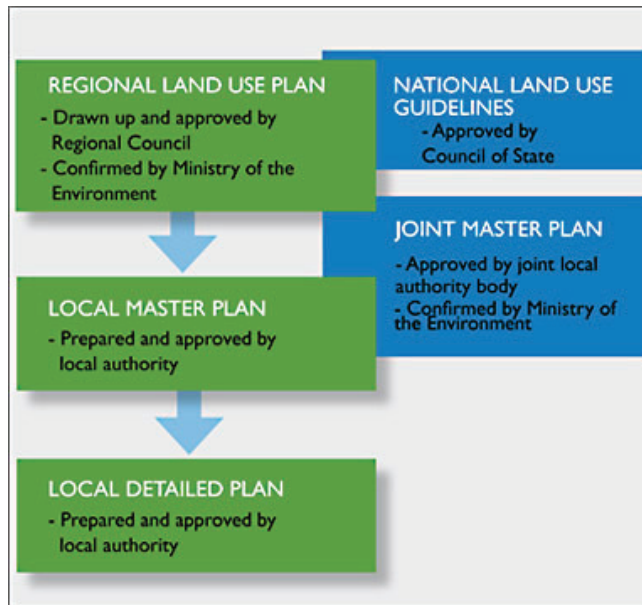 REGIONAL LAND USE PLAN
- Drawn up and approved by
Regional Council
- Confirmed by Ministry of the
Environment
NATIONAL LAND USE
GUIDELINES
- Approved by
Council of State
JOINT MASTER PLAN
- Approved by joint local
authority body
- Confirmed by Ministry of
the Environment
LOCAL MASTER PLAN
- Prepared and approved by
local authority
LOCAL DETAILED PLAN
- Prepared and approved by
local authority